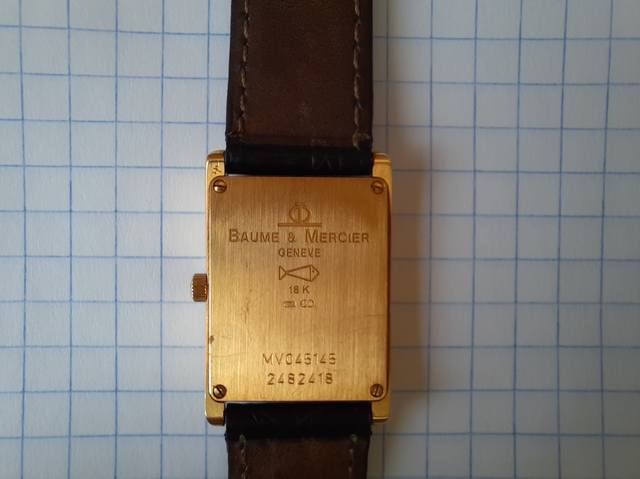 BAUME & MERCIER
GENEVE
18 K
MV045145
2482418